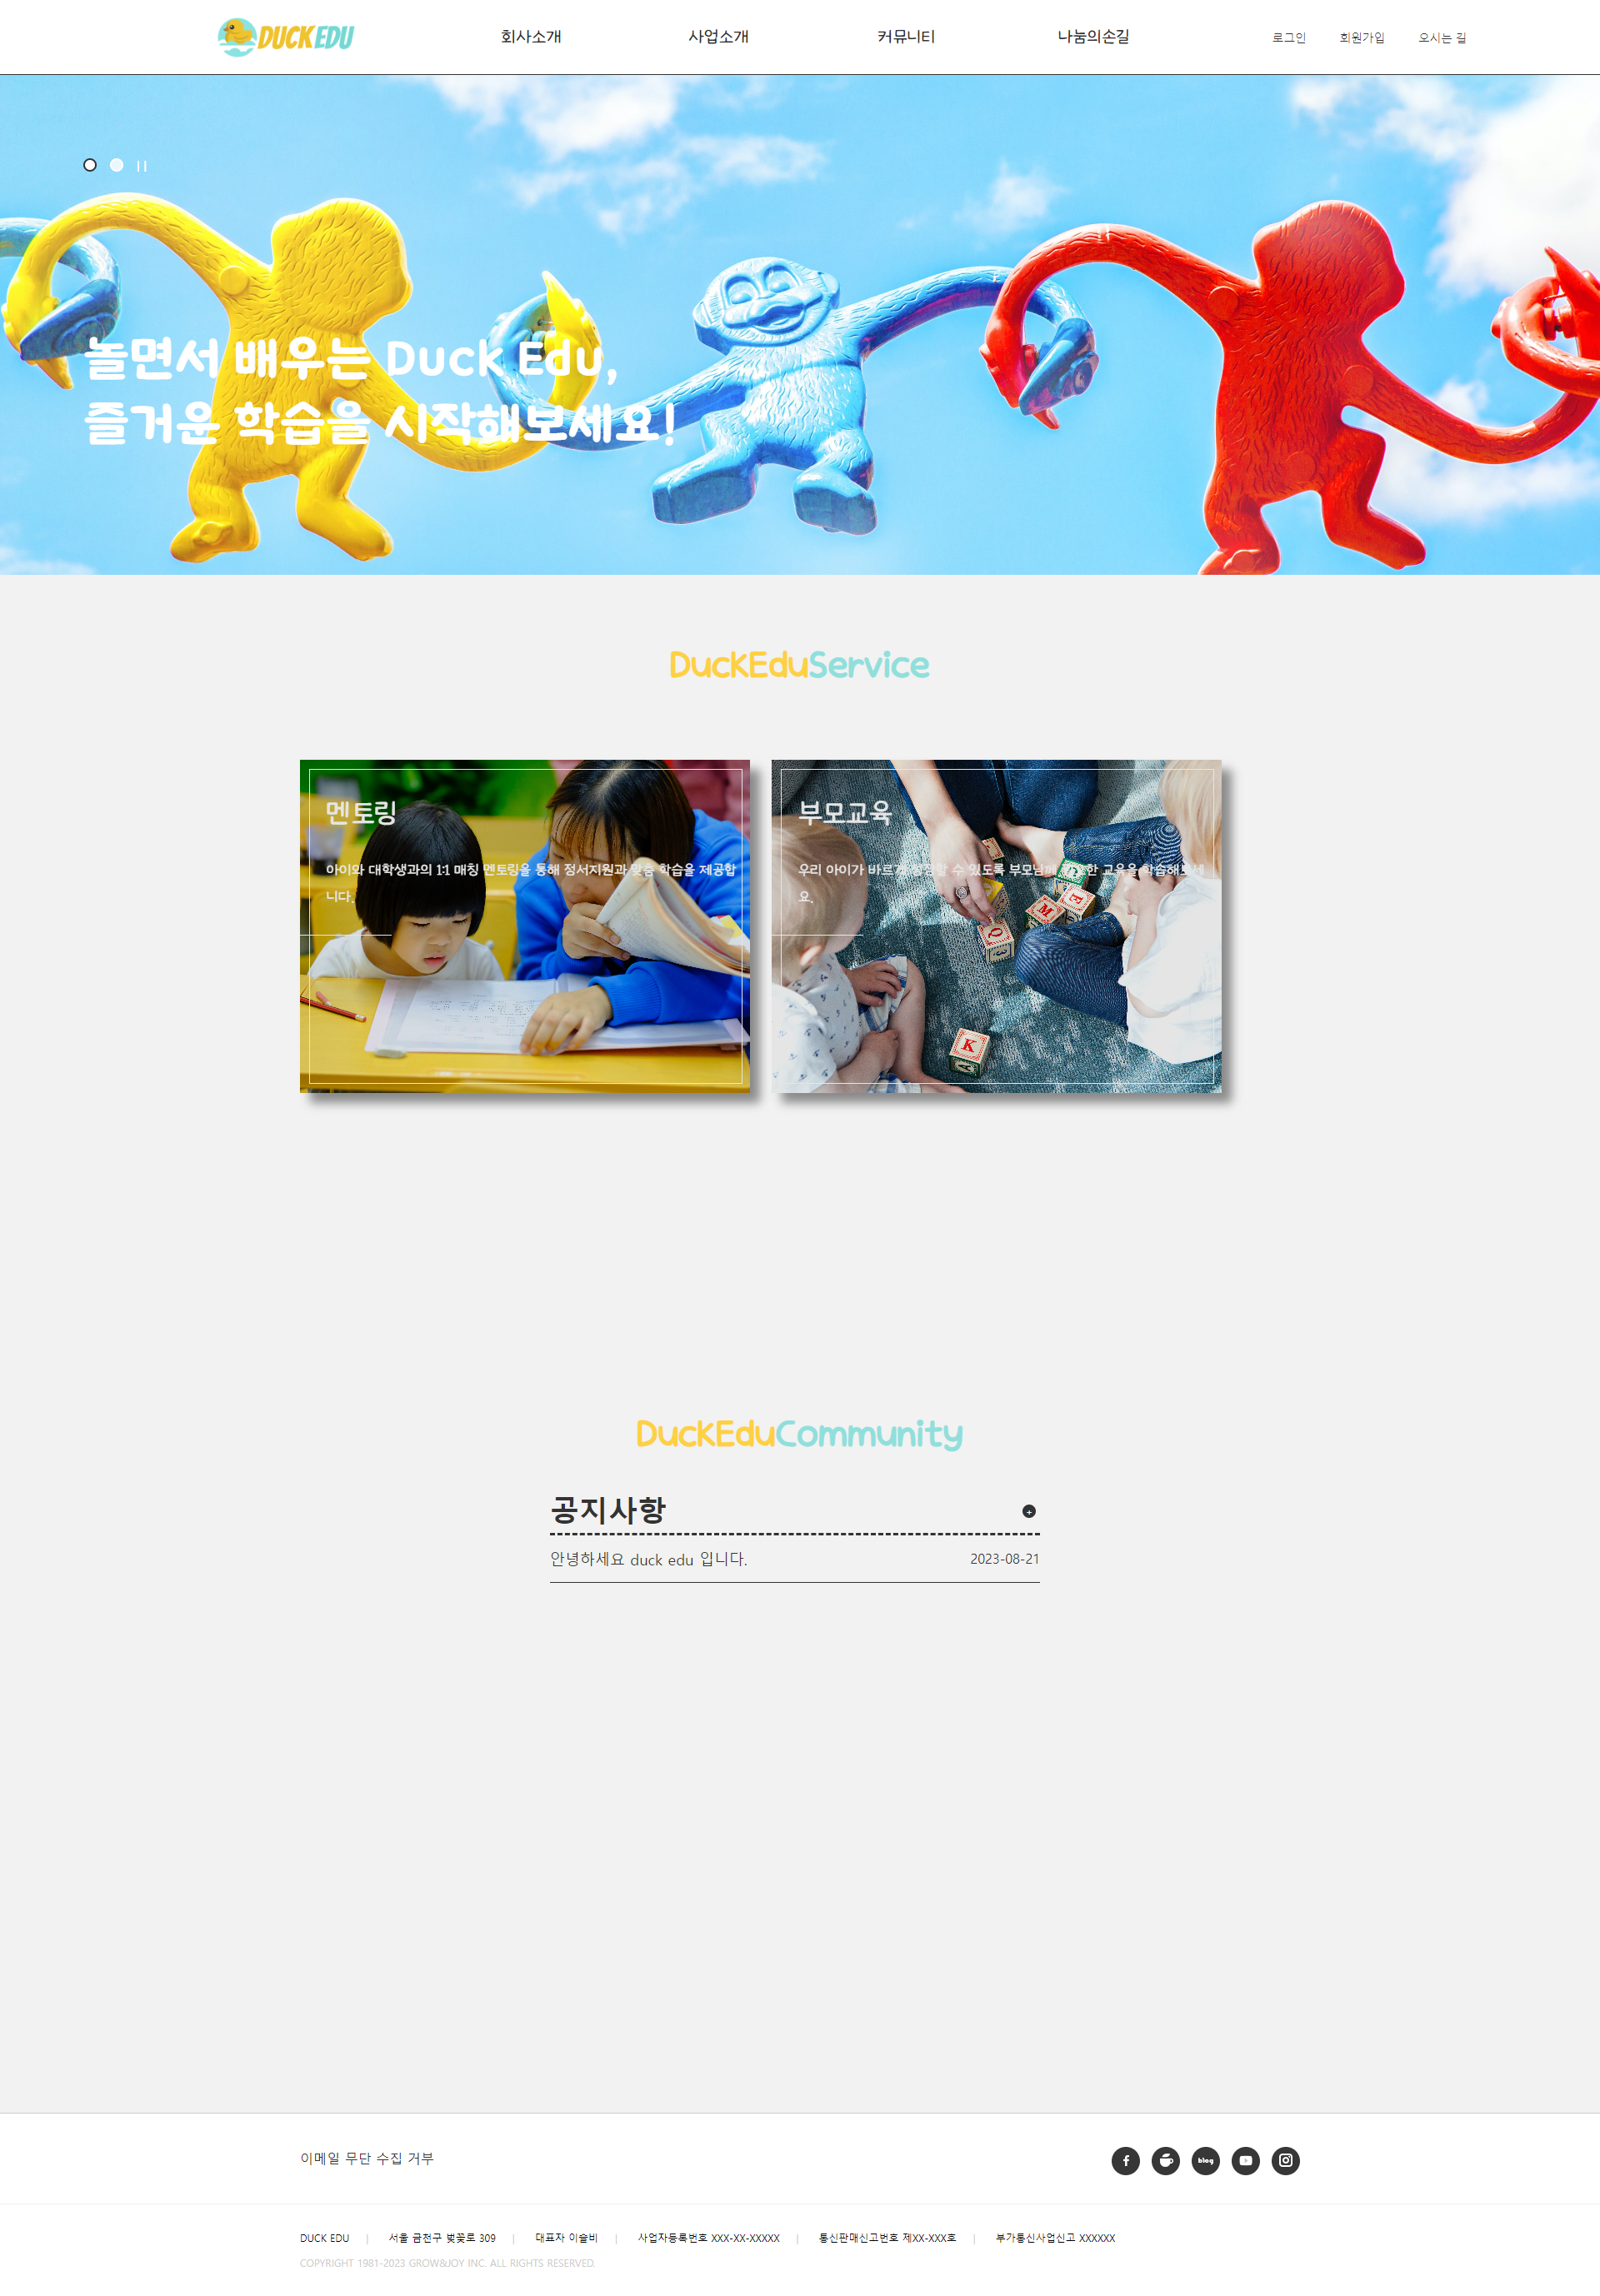 DUCK EDU
회사소개
사업소개
커뮤니티
나눔의손길
로그인
회원가입
오시는 길
놀면서 배우는 Duck Edu,
즐거운 학습을 시작해보세요!
DuckEduService
멘토링
아이와 대학생과의 1:1 매칭 멘토링을 통해 정서지원과 맞춤 학습을 제공합
니다.
부모교육
우리 아이가 바르게 성장할 수 있도록 부모님께 필요한 교육을 학습해보세
요.
DuckEduCommunity
공지사항
+
안녕하세요 duck edu 입니다.
2023-08-21
이메일 무단 수집 거부
blog
DUCK EDU | 서울 금천구 벚꽃로 309 | 대표자 이슬비 | 사업자등록번호 XXX-XX-XXXXX | 통신판매신고번호 제XX-XXX호 | 부가통신사업신고 XXXXXX
COPYRIGHT 1981-2023 GROW&JOY INC. ALL RIGHTS RESERVED.